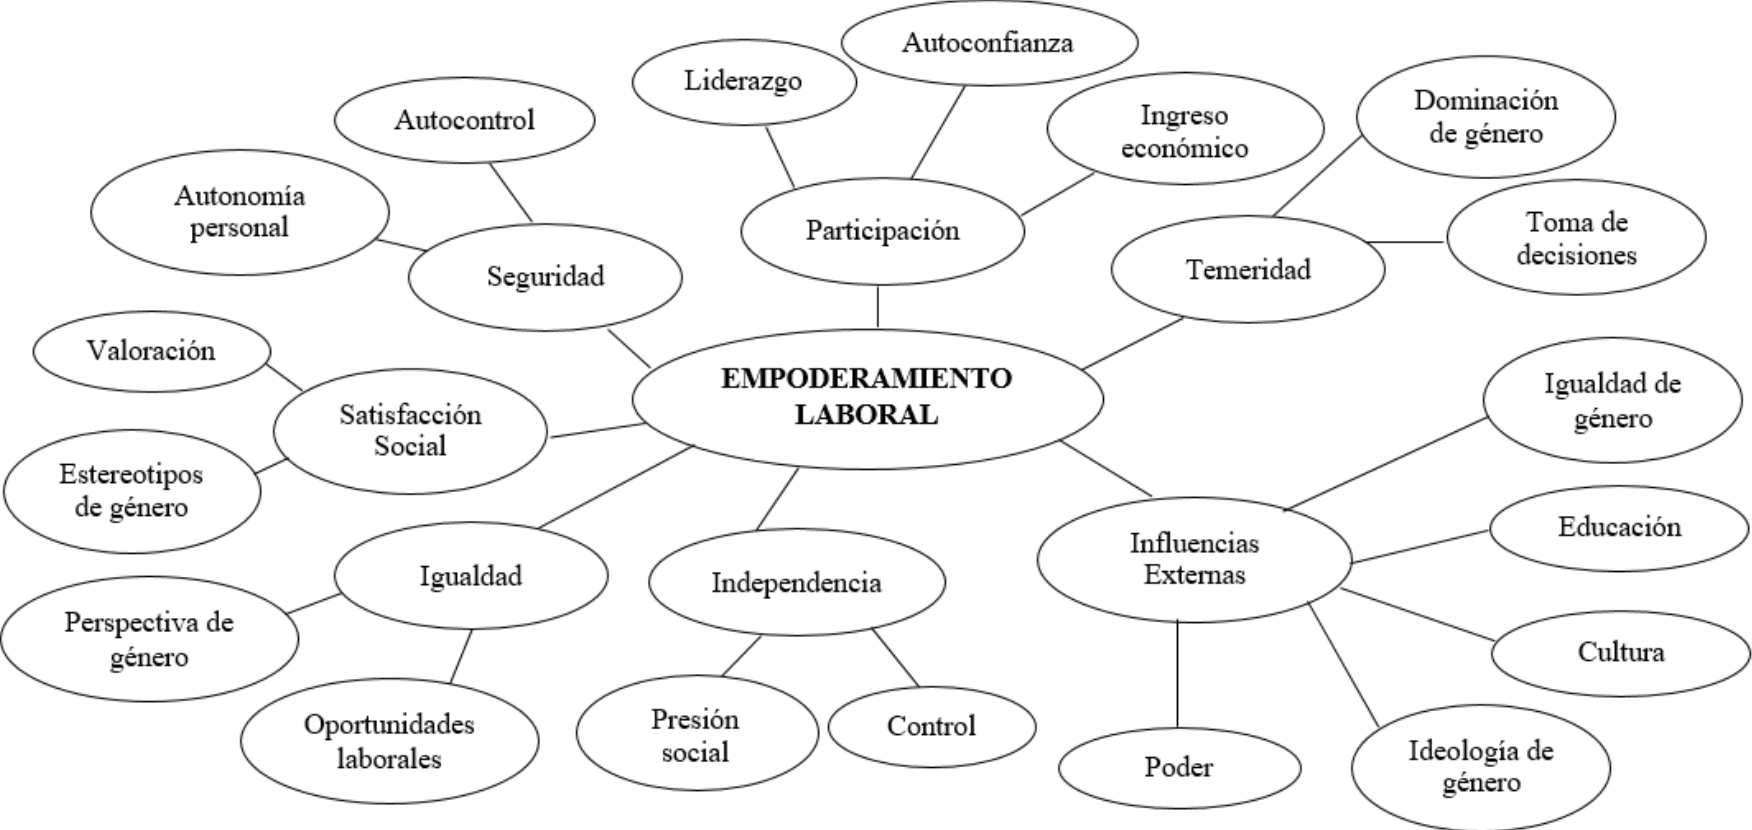 Autoconfianza
Liderazgo
Ingreso
económico
Dominación
de género
Autocontrol
Autonomía
personal
Participación
Toma de
decisiones
Seguridad
Temeridad
Valoración
EMPODERAMIENTO
LABORAL
Igualdad de
género
Satisfacción
Social
Estereotipos
de género
Educación
Influencias
Externas
Igualdad
Independencia
Perspectiva de
género
Cultura
Oportunidades
laborales
Presión
social
Control
Poder
Ideología de
género